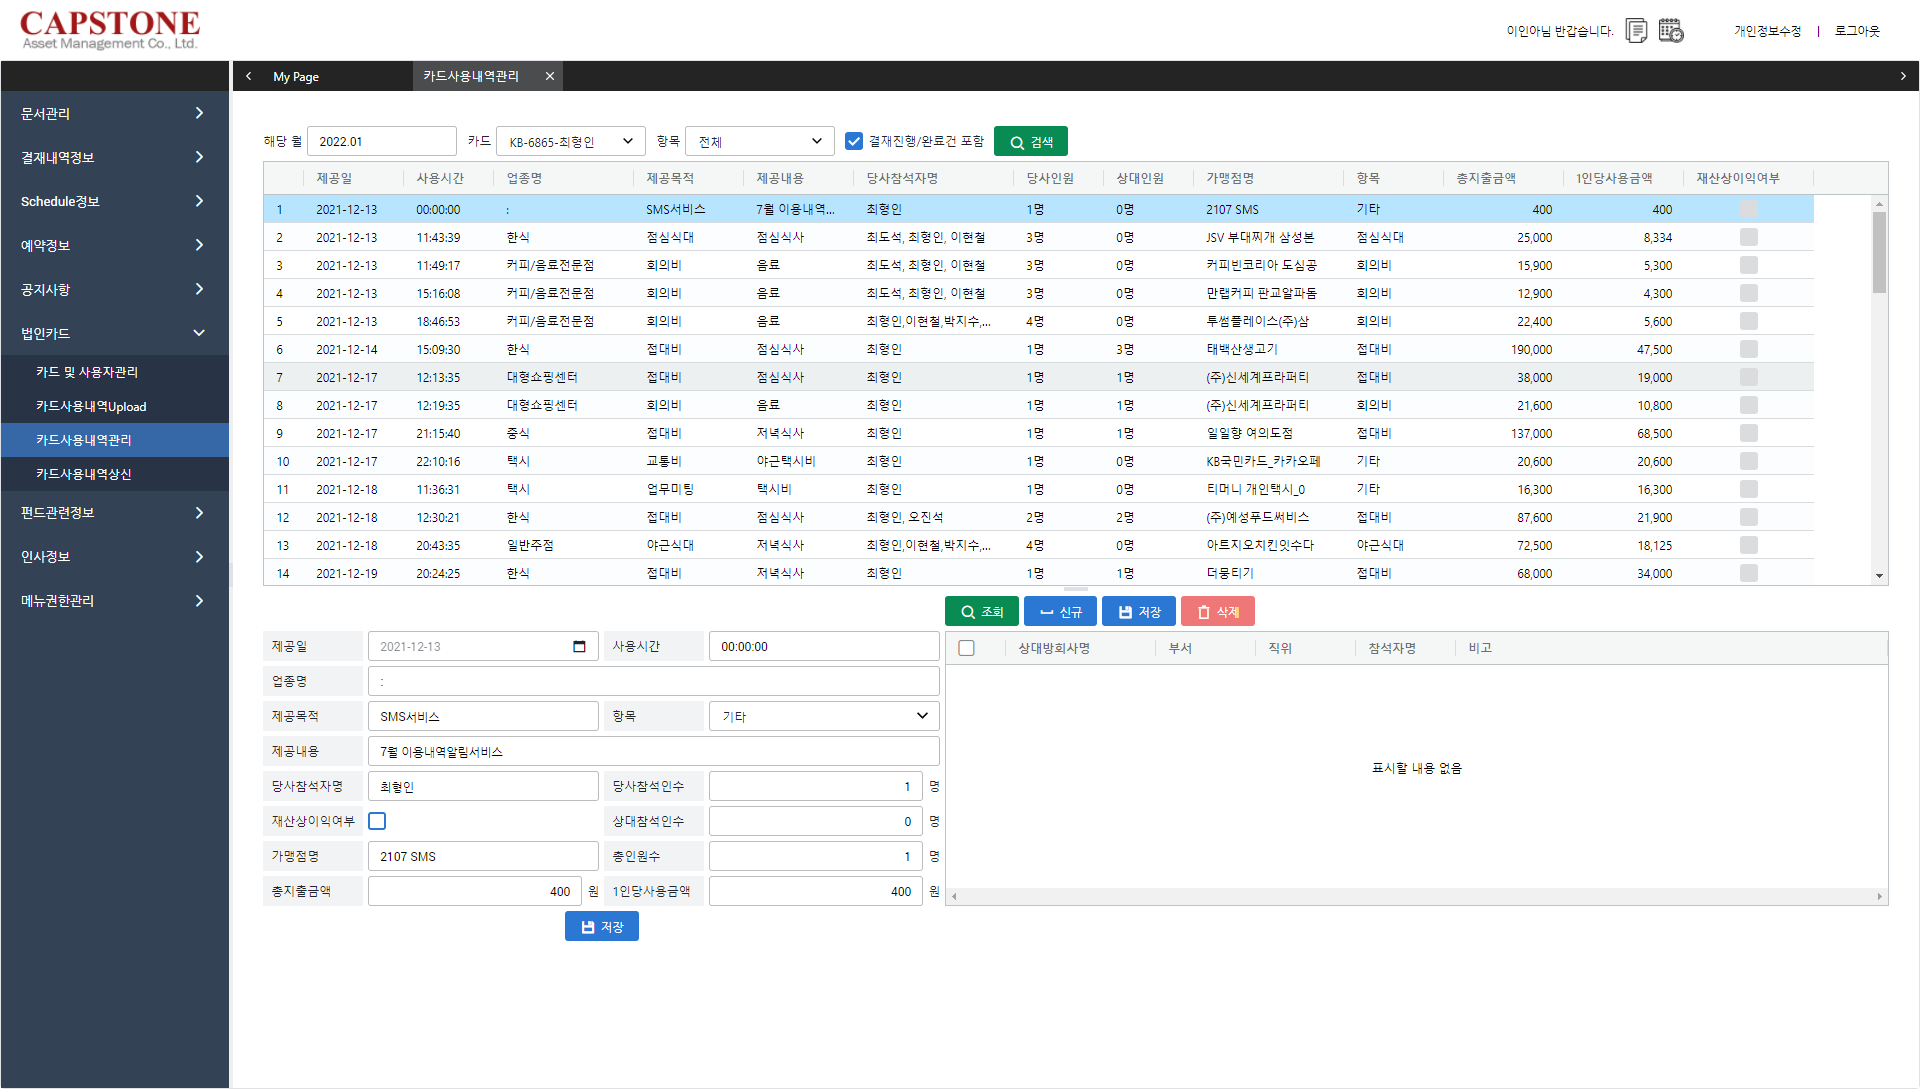 CAPSTONE
Asset Management Co., Ltd.
이인아님 반갑습니다.
개인정보수정 | 로그아웃
My Page
카드사용내역관리
문서관리
결재내역정보
Schedule정보
예약정보
공지사항
법인카드
카드 및 사용자관리
카드사용내역Upload
카드사용내역관리
카드사용내역상신
펀드관련정보
인사정보
메뉴권한관리
해당 월 2022.01 카드 KB-6865-최형인 항목 전체 결재진행/완료건 포함 검색
제공일 사용시간 업종명 제공목적 제공내용 당사참석자명 당사인원 상대인원 가맹점명 항목 총지출금액 1인당사용금액 재산상이익여부
1 2021-12-13 00:00:00 : SMS서비스 7월 이용내역... 최형인 1명 0명 2107 SMS 기타 400 400
2 2021-12-13 11:43:39 한식 점심식대 점심식사 최도석, 최형인, 이현철 3명 0명 JSV 부대찌개 삼성본 점심식대 25,000 8,334
3 2021-12-13 11:49:17 커피/음료전문점 회의비 음료 최도석, 최형인, 이현철 3명 0명 커피빈코리아 도심공 회의비 15,900 5,300
4 2021-12-13 15:16:08 커피/음료전문점 회의비 음료 최도석, 최형인, 이현철 3명 0명 만랩커피 판교알파돔 회의비 12,900 4,300
5 2021-12-13 18:46:53 커피/음료전문점 회의비 음료 최형인,이현철,박지수,... 4명 0명 투썸플레이스(주)삼 회의비 22,400 5,600
6 2021-12-14 15:09:30 한식 접대비 점심식사 최형인 1명 3명 태백산생고기 접대비 190,000 47,500
7 2021-12-17 12:13:35 대형쇼핑센터 접대비 점심식사 최형인 1명 1명 (주)신세계프라퍼티 접대비 38,000 19,000
8 2021-12-17 12:19:35 대형쇼핑센터 회의비 음료 최형인 1명 1명 (주)신세계프라퍼티 회의비 21,600 10,800
9 2021-12-17 21:15:40 중식 접대비 저녁식사 최형인 1명 1명 일일향 여의도점 접대비 137,000 68,500
10 2021-12-17 22:10:16 택시 교통비 야근택시비 최형인 1명 0명 KB국민카드_카카오페 기타 20,600 20,600
11 2021-12-18 11:36:31 택시 업무미팅 택시비 최형인 1명 0명 티머니 개인택시_0 기타 16,300 16,300
12 2021-12-18 12:30:21 한식 접대비 점심식사 최형인, 오진석 2명 2명 (주)예성푸드써비스 접대비 87,600 21,900
13 2021-12-18 20:43:35 일반주점 야근식대 저녁식사 최형인,이현철,박지수,... 4명 0명 아트지오치킨잇수다 야근식대 72,500 18,125
14 2021-12-19 20:24:25 한식 접대비 저녁식사 최형인 1명 1명 더뭉티기 접대비 68,000 34,000
조회 신규 저장 삭제
제공일 2021-12-13 사용시간 00:00:00
업종명 :
제공목적 SMS서비스 항목 기타
제공내용 7월 이용내역알림서비스
당사참석자명 최형인 당사참석인수 1 명
재산상이익여부 상대참석인수 0 명
가맹점명 2107 SMS 총인원수 1 명
총지출금액 400 원 1인당사용금액 400 원
저장
상대방회사명 부서 직위 참석자명 비고
표시할 내용 없음